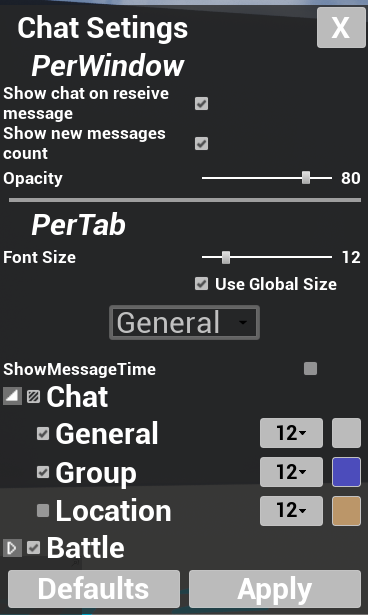 Chat Setings
X
PerWindow
Show chat on reseive
message
Show new messages
count
Opacity 80
PerTab
Font Size 12
Use Global Size
General
ShowMessageTime
Chat
General 12
Group 12
Location 12
Battle
Defaults Apply